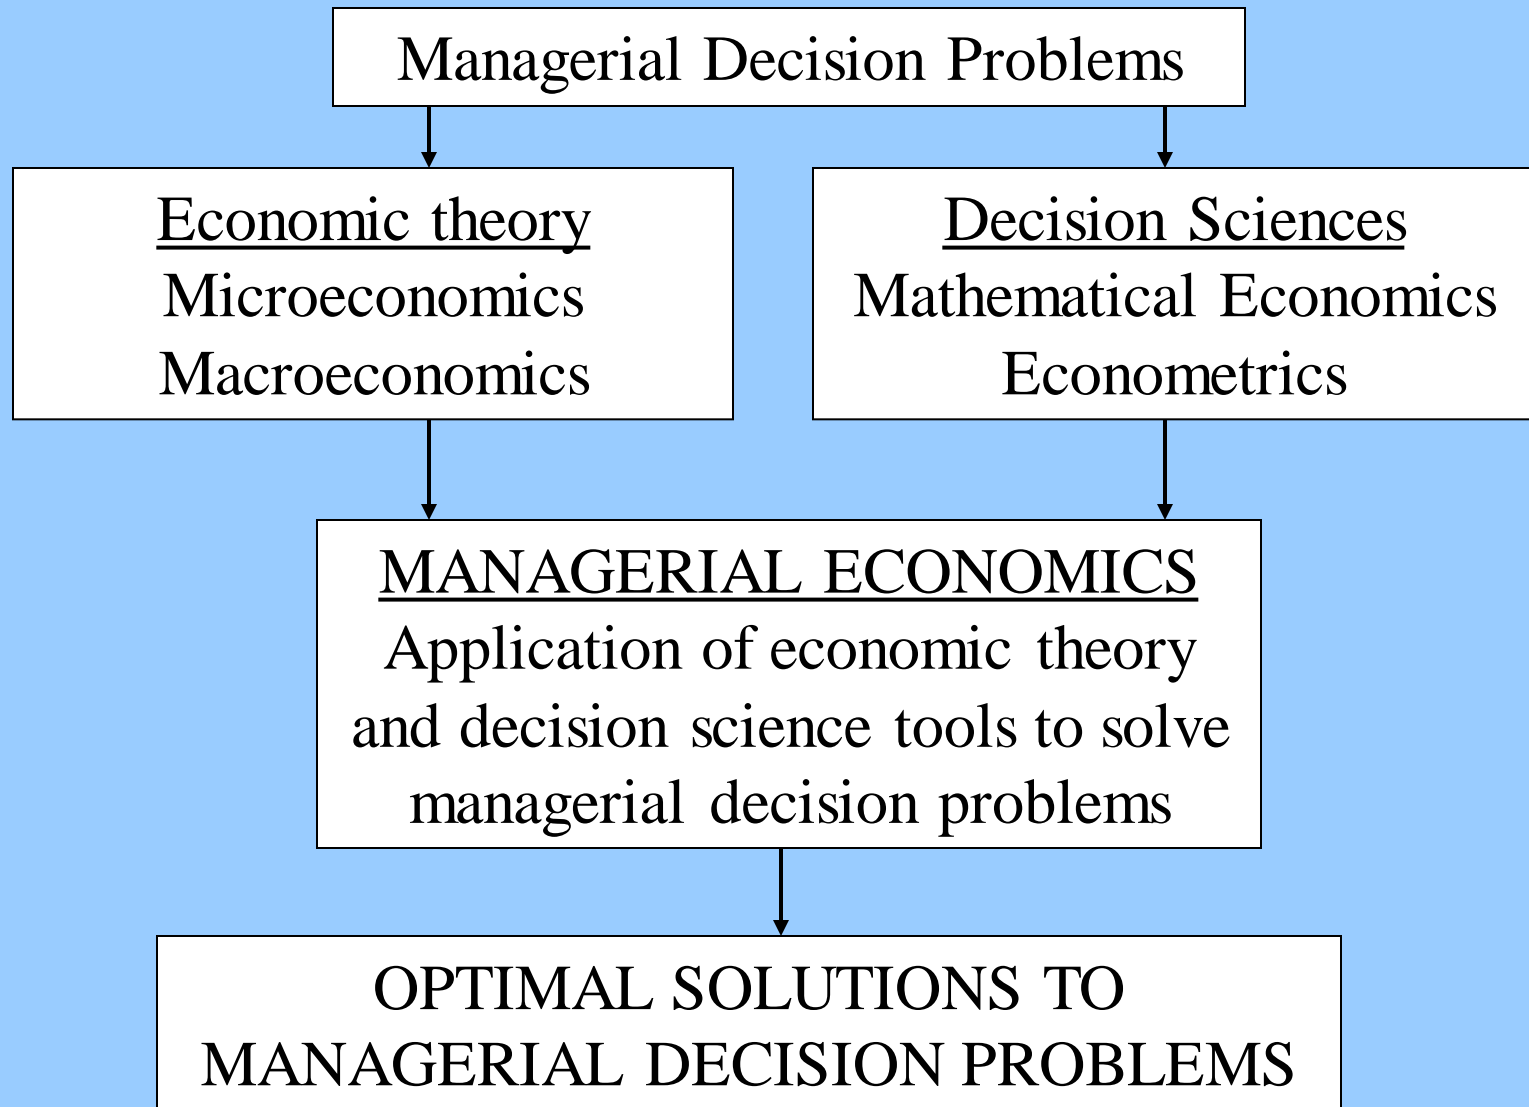 Managerial Decision Problems
Economic theory
Microeconomics
Macroeconomics
Decision Sciences
Mathematical Economics
Econometrics
MANAGERIAL ECONOMICS
Application of economic theory
and decision science tools to solve
managerial decision problems
OPTIMAL SOLUTIONS TO
MANAGERIAL DECISION PROBLEMS